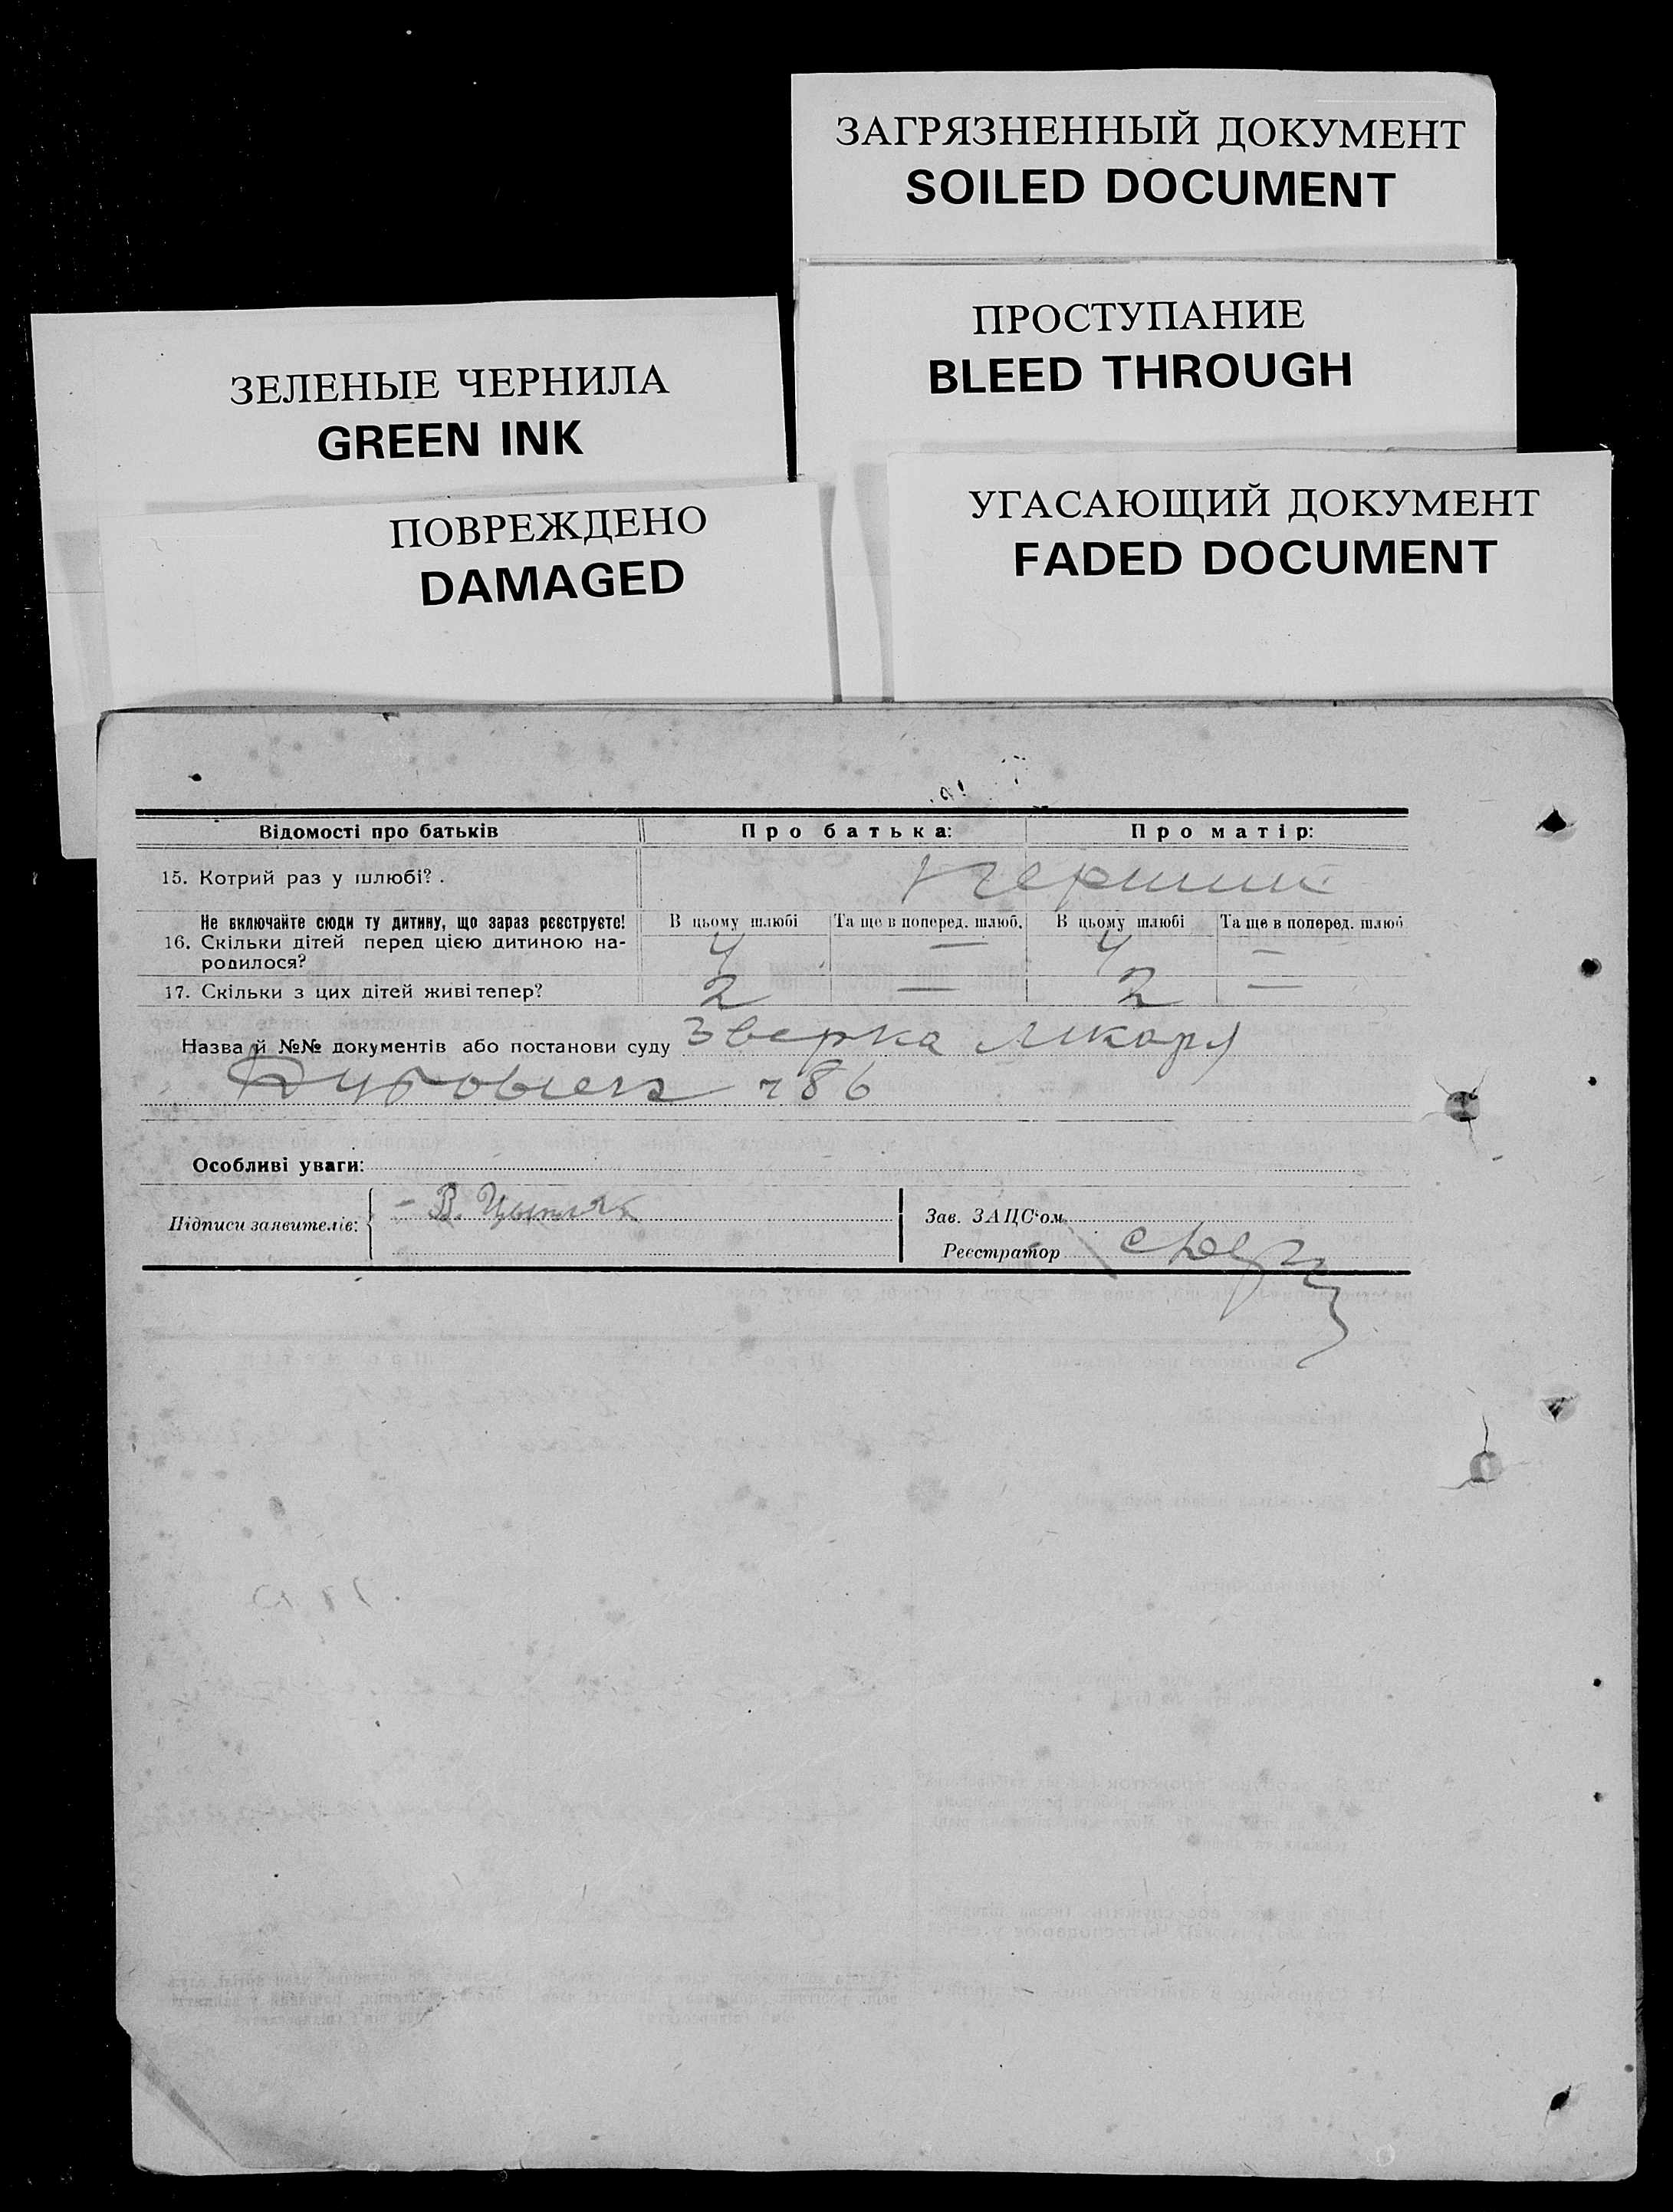 ЗАГРЯЗНЕННЫЙ ДОКУМЕНТ
SOILED DOCUMENT
ПРОСТУПАНИЕ
BLEED THROUGH
ЗЕЛЕНЫЕ ЧЕРНИЛА
GREEN INK
ПОВРЕЖДЕНО
DAMAGED
УГАСАЮЩИЙ ДОКУМЕНТ
FADED DOCUMENT
Відомості про батьків Про батька: Про матір:
15. Котрий раз у шлюбі?. перший
Не включайте сюди ту дитину, що зараз реєструєте! В цьому шлюбі Та ще в поперед. шлюб. В цьому шлюбі Та ще в поперед. шлюб
16. Скільки дітей перед цією дитиною на- 4 — 4 —
родилося?
17. Скільки з цих дітей живі тепер? 2 — 2 —
Назва й №№ документів або постанови суду лікаря
786
Особливі уваги:
Підписи заявителів: – В.
Зав. ЗАЦС'ом
Реєстратор